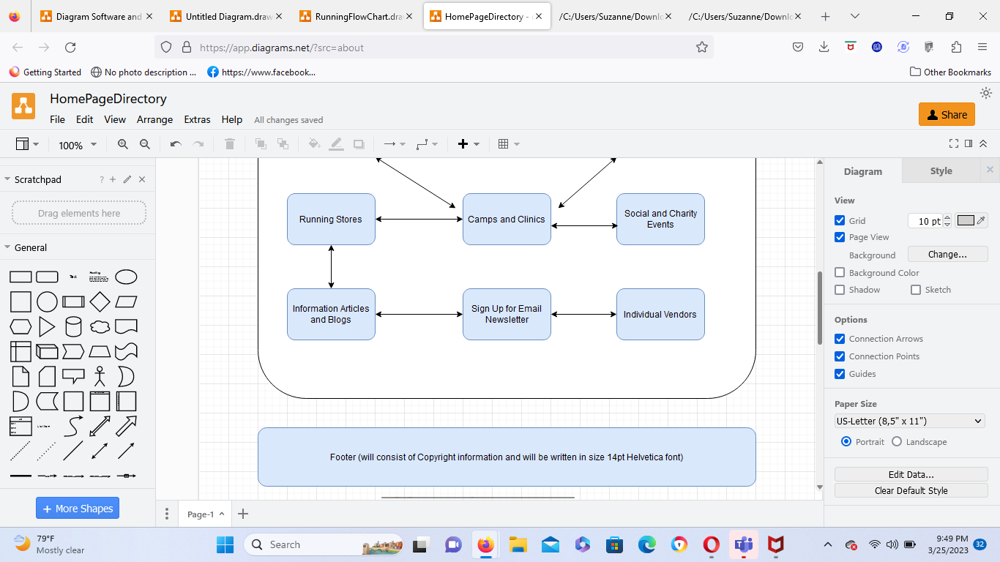 Diagram Software and
Untitled Diagram.draw
RunningFlowChart.dra
HomePageDirectory - d
/C:/Users/Suzanne/Downlo
/C:/Users/Suzanne/Downlo
https://app.diagrams.net/?src=about
Getting Started
No photo description ...
https://www.facebook...
Other Bookmarks
HomePageDirectory
File Edit View Arrange Extras Help All changes saved
Share
100%
Scratchpad
?
Drag elements here
General
Text
Heading
More Shapes
Running Stores
Camps and Clinics
Social and Charity
Events
Information Articles
and Blogs
Sign Up for Email
Newsletter
Individual Vendors
Footer (will consist of Copyright information and will be written in size 14pt Helvetica font)
Page-1
Diagram
Style
View
Grid
10 pt
Page View
Background
Change...
Background Color
Shadow
Sketch
Options
Connection Arrows
Connection Points
Guides
Paper Size
US-Letter (8,5" x 11")
Portrait
Landscape
Edit Data...
Clear Default Style
79°F
Mostly clear
Search
9:49 PM
3/25/2023
32